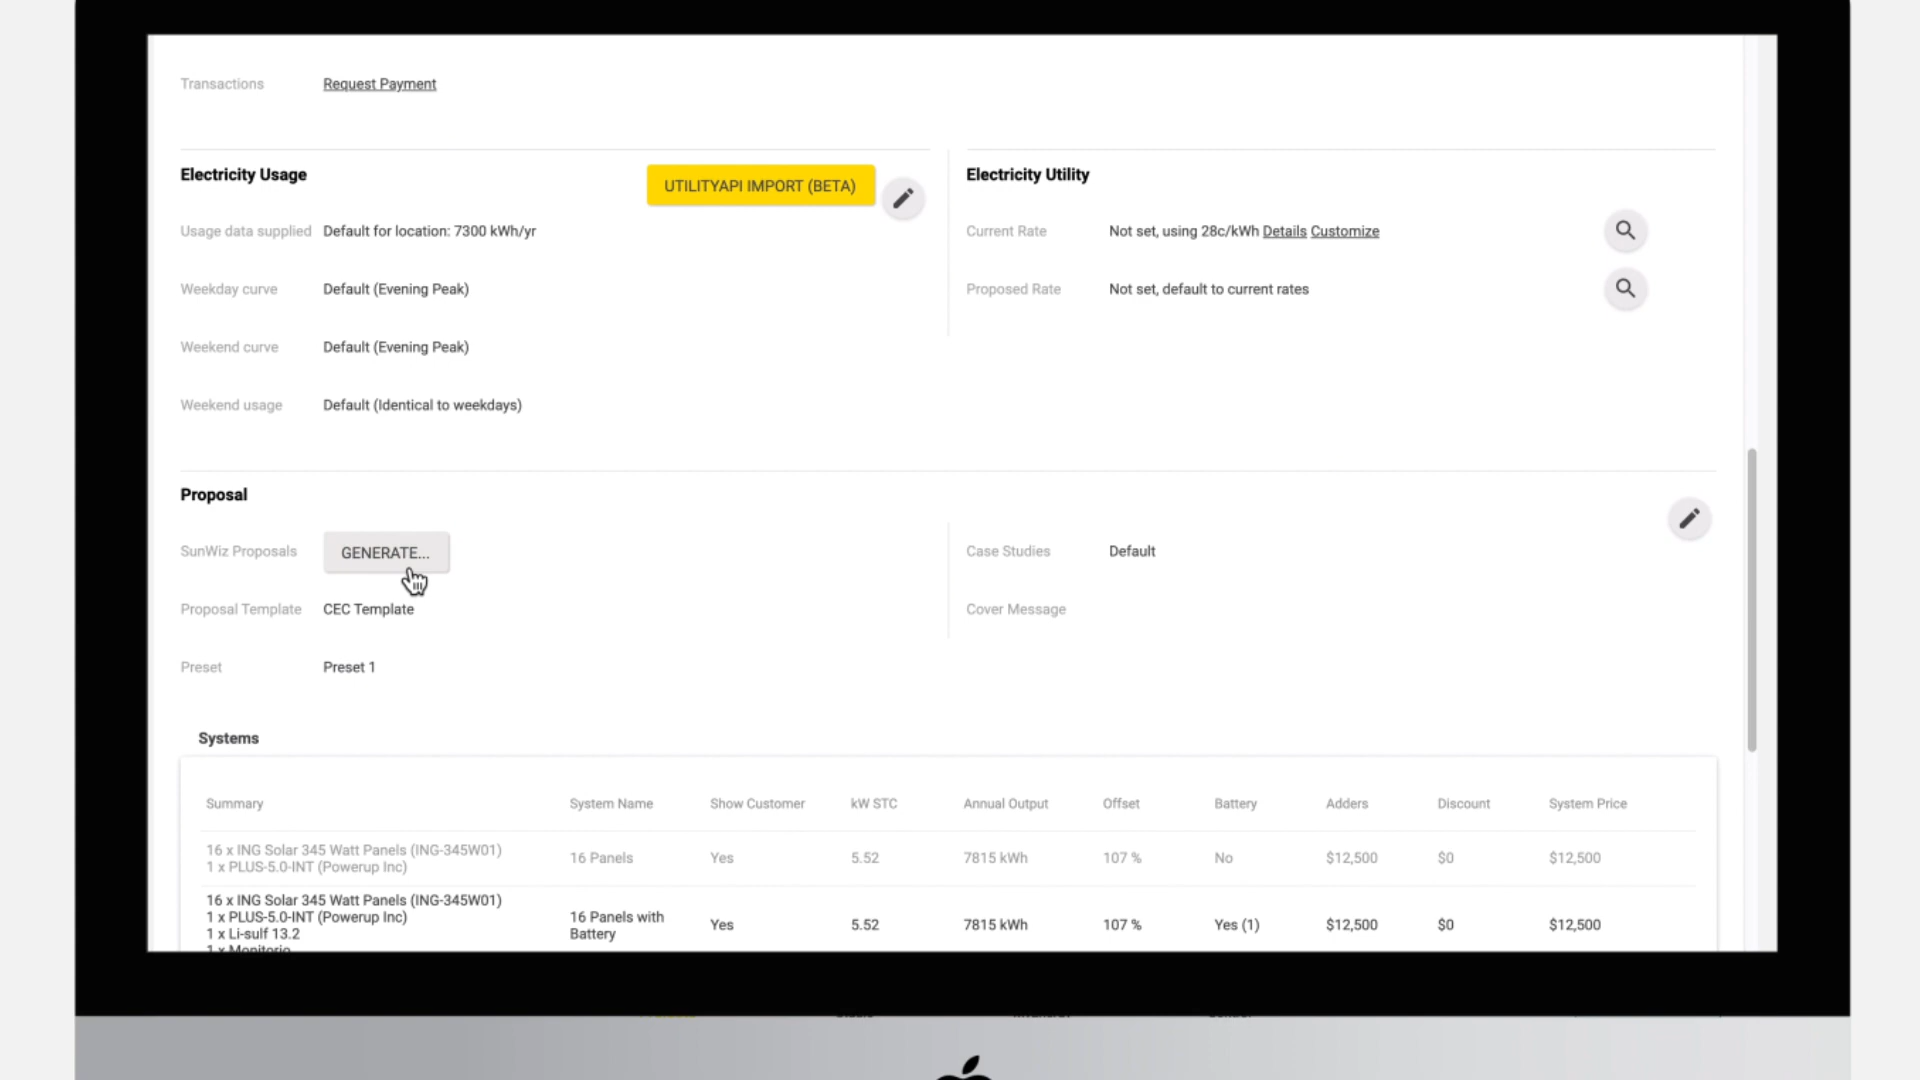 Transactions
Request Payment
Electricity Usage
UTILITYAPI IMPORT (BETA)
Usage data supplied
Default for location: 7300 kWh/yr
Weekday curve
Default (Evening Peak)
Weekend curve
Default (Evening Peak)
Weekend usage
Default (Identical to weekdays)
Electricity Utility
Current Rate
Not set, using 28c/kWh Details Customize
Proposed Rate
Not set, default to current rates
Proposal
SunWiz Proposals
GENERATE...
Proposal Template
CEC Template
Preset
Preset 1
Case Studies
Default
Cover Message
Systems
Summary System Name Show Customer kW STC Annual Output Offset Battery Adders Discount System Price
16 x ING Solar 345 Watt Panels (ING-345W01)
1 x PLUS-5.0-INT (Powerup Inc)
16 Panels Yes 5.52 7815 kWh 107 % No $12,500 $0 $12,500
16 x ING Solar 345 Watt Panels (ING-345W01)
1 x PLUS-5.0-INT (Powerup Inc)
1 x Li-sulf 13.2
1 x Monitorio
16 Panels with
Battery
Yes 5.52 7815 kWh 107 % Yes (1) $12,500 $0 $12,500